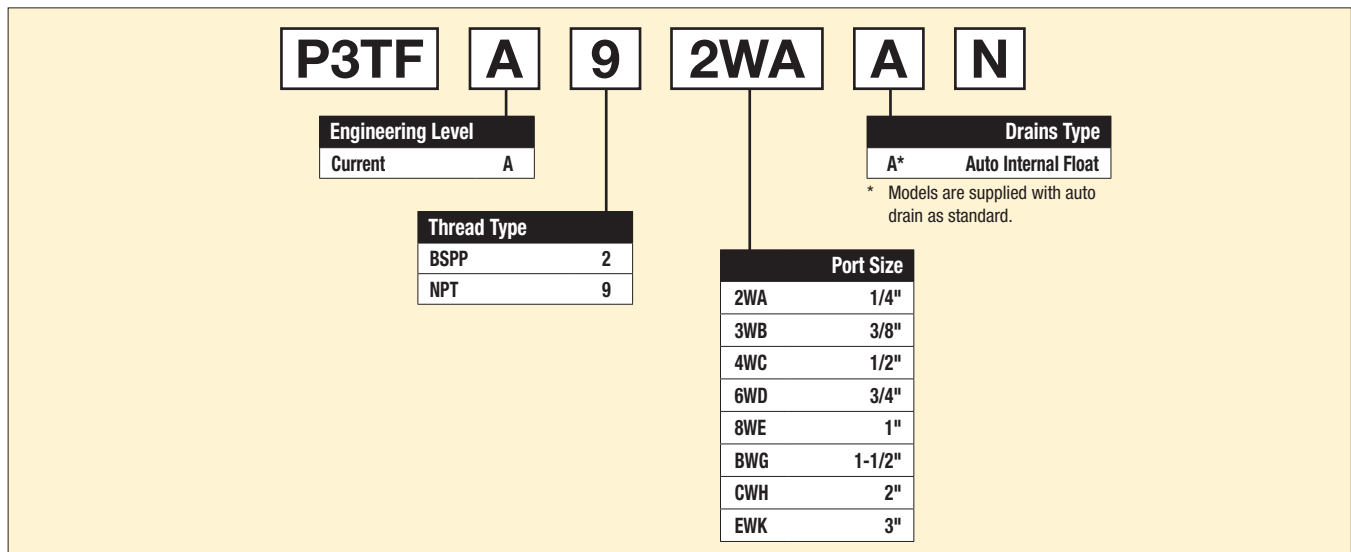 P3TF A 9 2WA A N
Engineering Level
Current A
Drains Type
A* Auto Internal Float
* Models are supplied with auto
drain as standard.
Thread Type
BSPP 2
NPT 9
Port Size
2WA 1/4"
3WB 3/8"
4WC 1/2"
6WD 3/4"
8WE 1"
BWG 1-1/2"
CWH 2"
EWK 3"